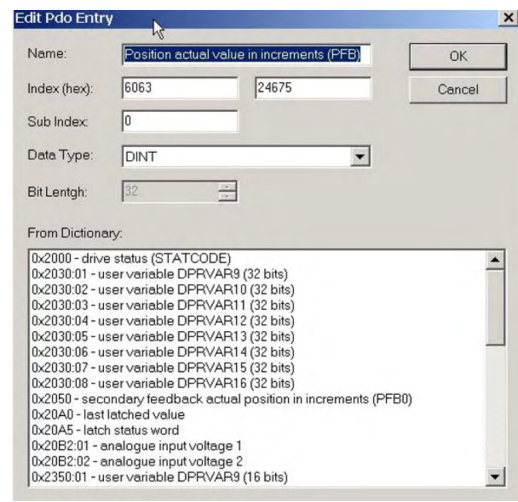 Edit Pdo Entry
Name: Position actual value in increments (PFB) OK
Index (hex): 6063 24675 Cancel
Sub Index: 0
Data Type: DINT
Bit Lentgh: 32
From Dictionary:
0x2000 - drive status (STATCODE)
0x2030:01 - user variable DPRVAR9 (32 bits)
0x2030:02 - user variable DPRVAR10 (32 bits)
0x2030:03 - user variable DPRVAR11 (32 bits)
0x2030:04 - user variable DPRVAR12 (32 bits)
0x2030:05 - user variable DPRVAR13 (32 bits)
0x2030:06 - user variable DPRVAR14 (32 bits)
0x2030:07 - user variable DPRVAR15 (32 bits)
0x2030:08 - user variable DPRVAR16 (32 bits)
0x2050 - secondary feedback actual position in increments (PFB0)
0x20A0 - last latched value
0x20A5 - latch status word
0x20B2:01 - analogue input voltage 1
0x20B2:02 - analogue input voltage 2
0x2350:01 - user variable DPRVAR9 (16 bits)